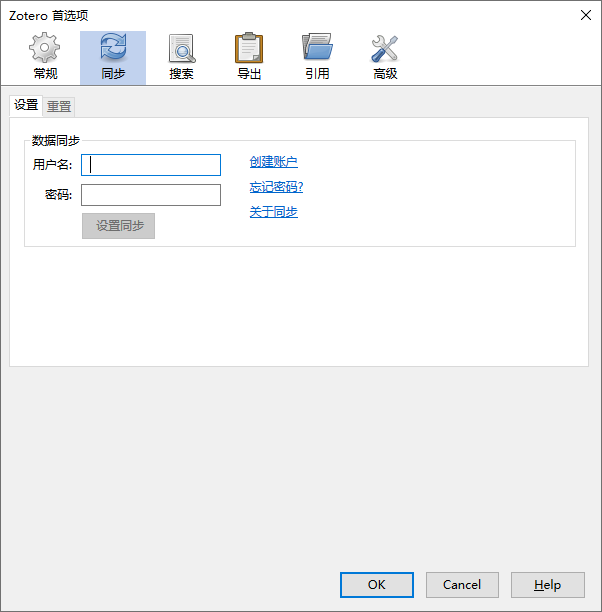 Zotero 首选项
常规 同步 搜索 导出 引用 高级
设置 重置
数据同步
用户名: 创建账户
忘记密码?
密码:
关于同步
设置同步
OK Cancel Help